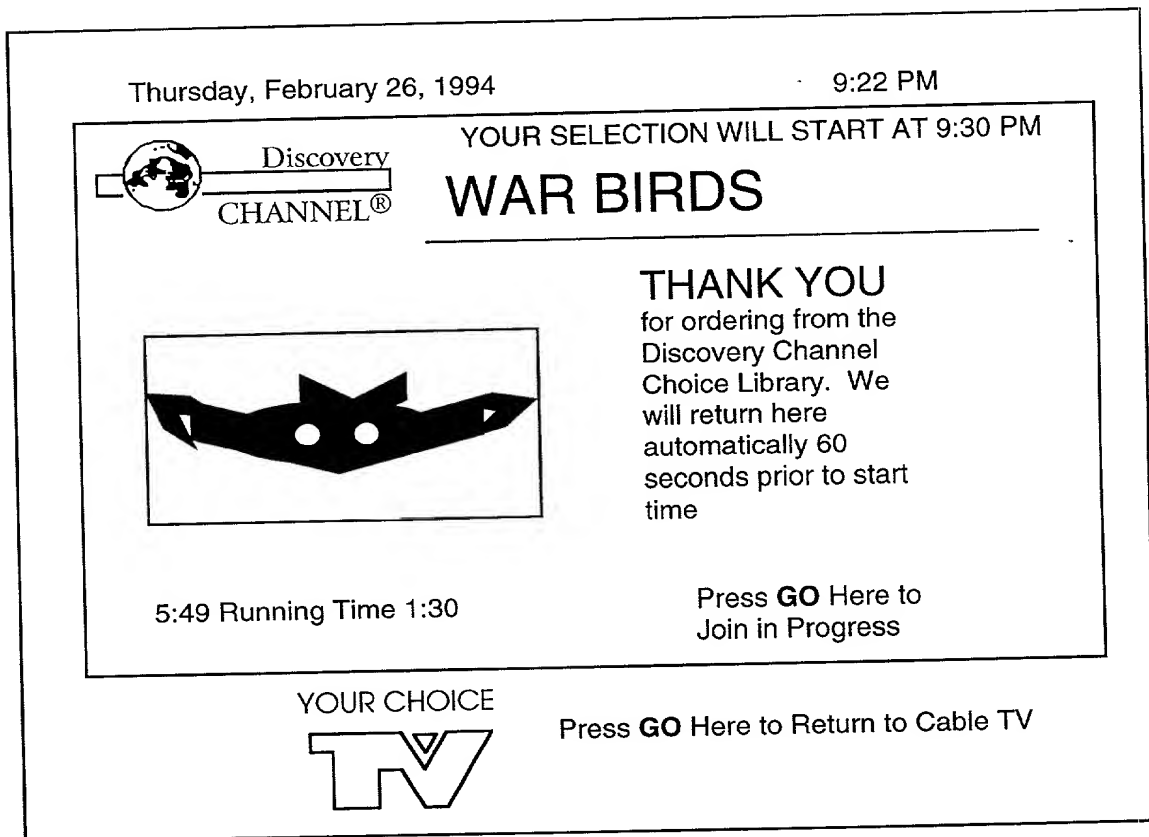 Thursday, February 26, 1994
9:22 PM
Discovery
CHANNEL®
YOUR SELECTION WILL START AT 9:30 PM
WAR BIRDS
THANK YOU
for ordering from the
Discovery Channel
Choice Library. We
will return here
automatically 60
seconds prior to start
time
5:49 Running Time 1:30
Press GO Here to
Join in Progress
YOUR CHOICE
TV
Press GO Here to Return to Cable TV